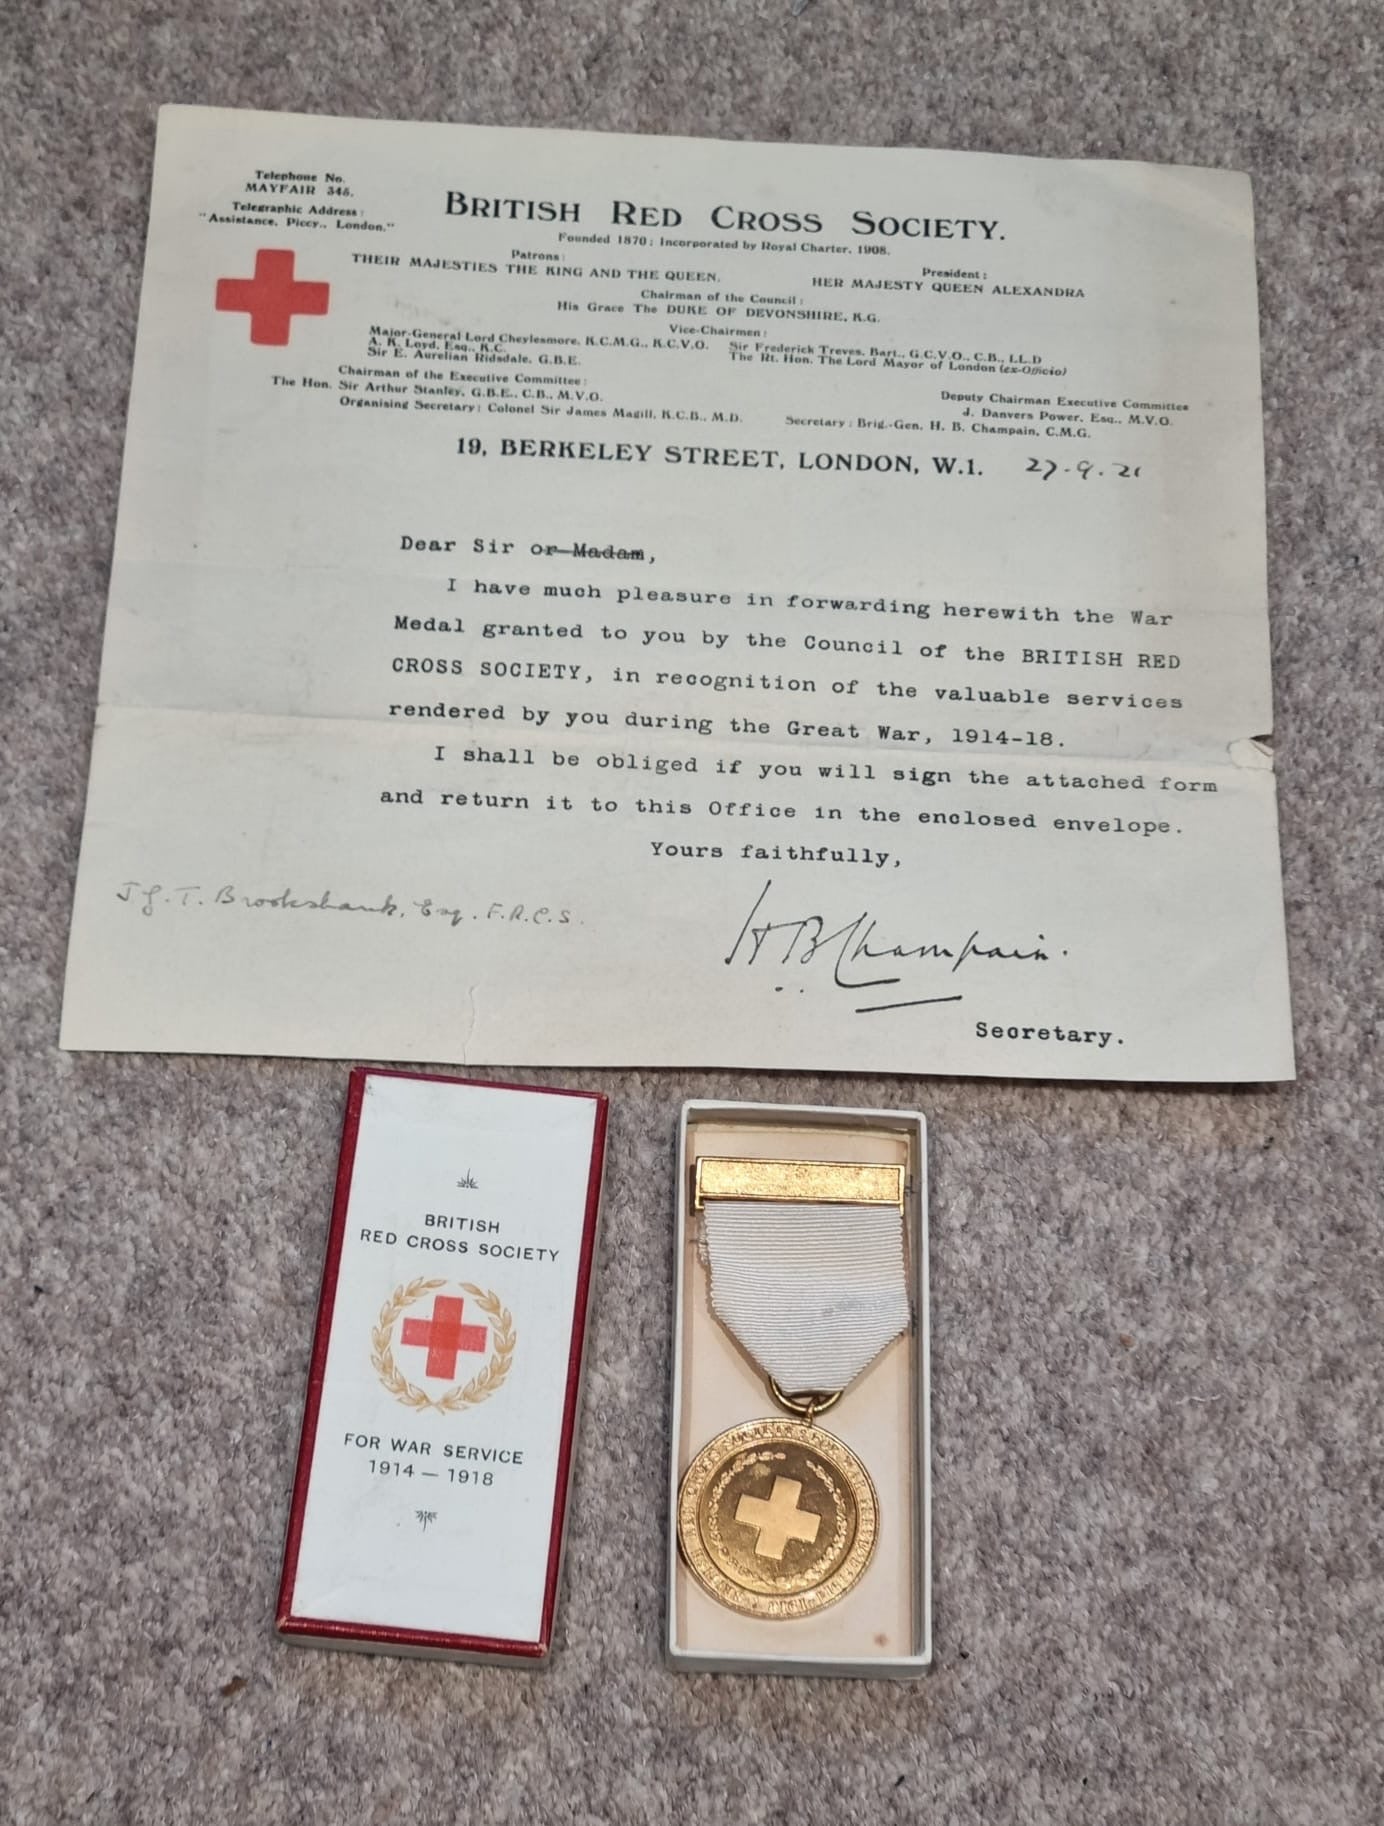 Telephone No.
MAYFAIR 345.
Telegraphic Address:
"Assistance, Piccy., London."
BRITISH RED CROSS SOCIETY.
Founded 1870; Incorporated by Royal Charter, 1908.
Patrons:
THEIR MAJESTIES THE KING AND THE QUEEN.
President:
HER MAJESTY QUEEN ALEXANDRA
Chairman of the Council:
His Grace The DUKE OF DEVONSHIRE, K.G.
Vice-Chairmen:
Major-General Lord Cheylesmore, K.C.M.G., K.C.V.O.
A. K. Loyd, Esq., K.C.
Sir E. Aurelian Ridsdale, G.B.E.
Sir Frederick Treves, Bart., G.C.V.O., C.B., LL.D
The Rt. Hon. The Lord Mayor of London (ex-Officio)
Chairman of the Executive Committee:
The Hon. Sir Arthur Stanley, G.B.E., C.B., M.V.O.
Deputy Chairman Executive Committee
J. Danvers Power, Esq., M.V.O.
Organising Secretary: Colonel Sir James Magill, K.C.B., M.D.
Secretary: Brig.-Gen. H. B. Champain, C.M.G.
19, BERKELEY STREET, LONDON, W.1. 27.9.21
Dear Sir or Madam,
I have much pleasure in forwarding herewith the War
Medal granted to you by the Council of the BRITISH RED
CROSS SOCIETY, in recognition of the valuable services
rendered by you during the Great War, 1914-18.
I shall be obliged if you will sign the attached form
and return it to this Office in the enclosed envelope.
Yours faithfully,
T. Brookshank, Esq. F.R.C.S.
H B Champain.
Secretary.
BRITISH
RED CROSS SOCIETY
FOR WAR SERVICE
1914 — 1918